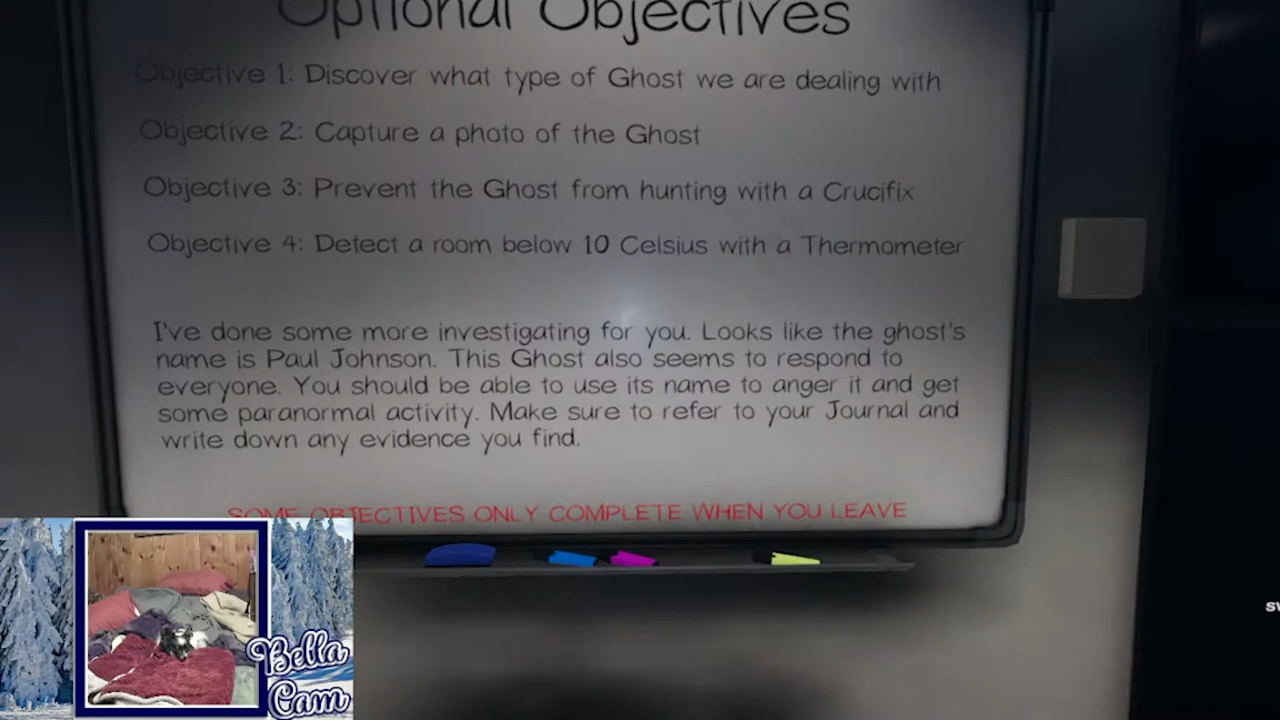 Optional Objectives
Objective 1: Discover what type of Ghost we are dealing with
Objective 2: Capture a photo of the Ghost
Objective 3: Prevent the Ghost from hunting with a Crucifix
Objective 4: Detect a room below 10 Celsius with a Thermometer
I've done some more investigating for you. Looks like the ghost's
name is Paul Johnson. This Ghost also seems to respond to
everyone. You should be able to use its name to anger it and get
some paranormal activity. Make sure to refer to your Journal and
write down any evidence you find.
SOME OBJECTIVES ONLY COMPLETE WHEN YOU LEAVE
Bella
Cam